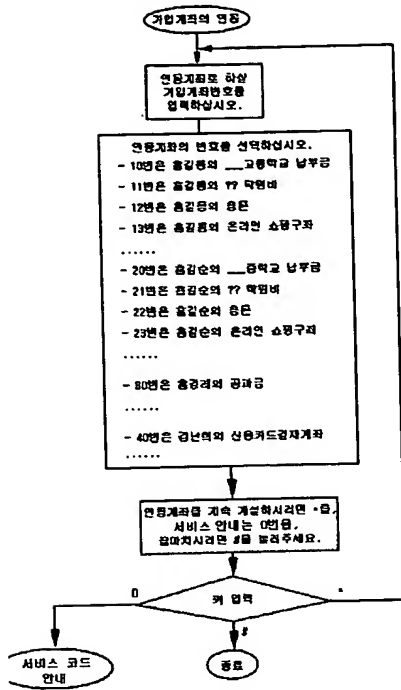 가입계좌의 연동
연동계좌로 하실
가입계좌번호를
입력하십시오.
연동계좌의 번호를 선택하십시오.
- 10번은 홍길동의 ___고등학교 납부금
- 11번은 홍길동의 ?? 학원비
- 12번은 홍길동의 용돈
- 13번은 홍길동의 온라인 쇼핑구좌
......
- 20번은 홍길순의 ___중학교 납부금
- 21번은 홍길순의 ?? 학원비
- 22번은 홍길순의 용돈
- 23번은 홍길순의 온라인 쇼핑구좌
......
- 80번은 홍경래의 공과금
......
- 40번은 의 신용카드결제계좌
......
연동계좌를 계속 개설하시려면 *를,
서비스 안내는 0번을,
끝마치시려면 #을 눌러주세요.
0
키 입력
*
#
서비스 코드
안내
종료